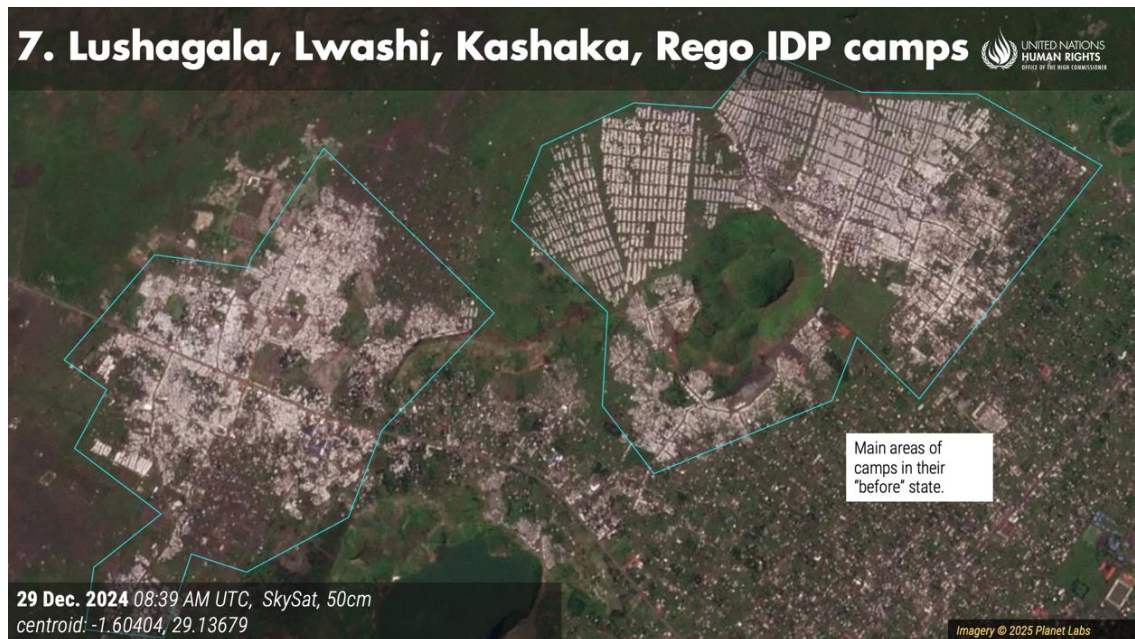 7. Lushagala, Lwashi, Kashaka, Rego IDP camps
UNITED NATIONS
HUMAN RIGHTS
OFFICE OF THE HIGH COMMISSIONER
Main areas of
camps in their
"before" state.
29 Dec. 2024 08:39 AM UTC, SkySat, 50cm
centroid: -1.60404, 29.13679
Imagery © 2025 Planet Labs